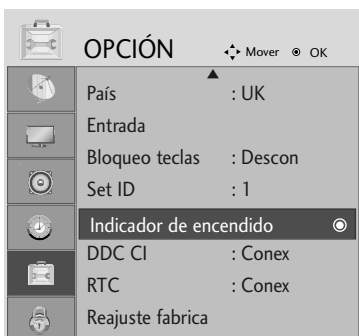 OPCIÓN Mover OK
País : UK
Entrada
Bloqueo teclas : Descon
Set ID : 1
Indicador de encendido
DDC CI : Conex
RTC : Conex
Reajuste fabrica